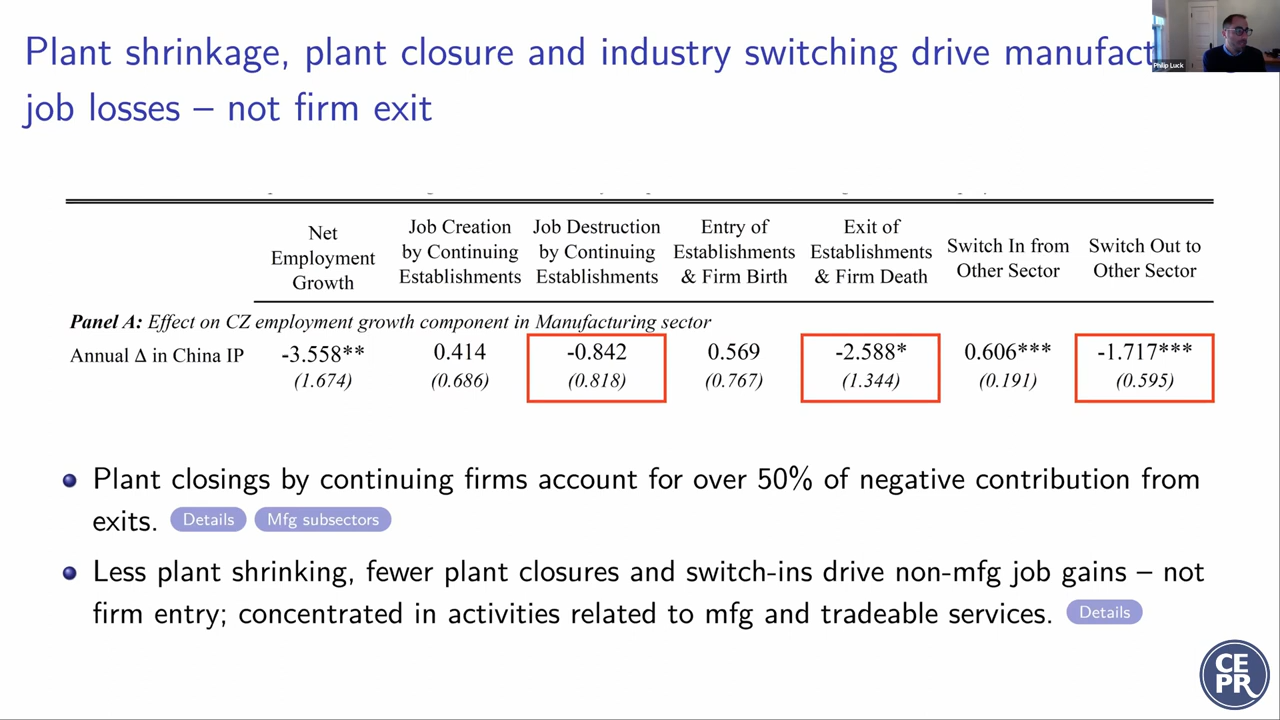 Plant shrinkage, plant closure and industry switching drive manufact
Philip Luck
job losses – not firm exit
Net Employment Growth
Job Creation by Continuing Establishments
Job Destruction by Continuing Establishments
Entry of Establishments & Firm Birth
Exit of Establishments & Firm Death
Switch In from Other Sector
Switch Out to Other Sector
Panel A: Effect on CZ employment growth component in Manufacturing sector
Annual Δ in China IP -3.558** 0.414 -0.842 0.569 -2.588* 0.606*** -1.717***
(1.674) (0.686) (0.818) (0.767) (1.344) (0.191) (0.595)
Plant closings by continuing firms account for over 50% of negative contribution from
exits. Details Mfg subsectors
Less plant shrinking, fewer plant closures and switch-ins drive non-mfg job gains – not
firm entry; concentrated in activities related to mfg and tradeable services. Details
CE
PR